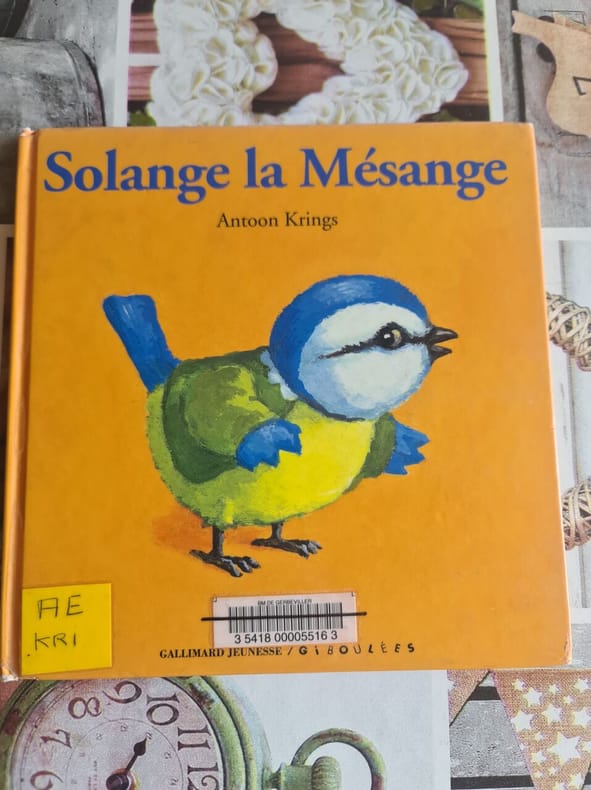 Solange la Mésange
Antoon Krings
BM DE GERBEVILLER
3 5418 00005516 3
AE
KRI
GALLIMARD JEUNESSE / GiBOULÉES